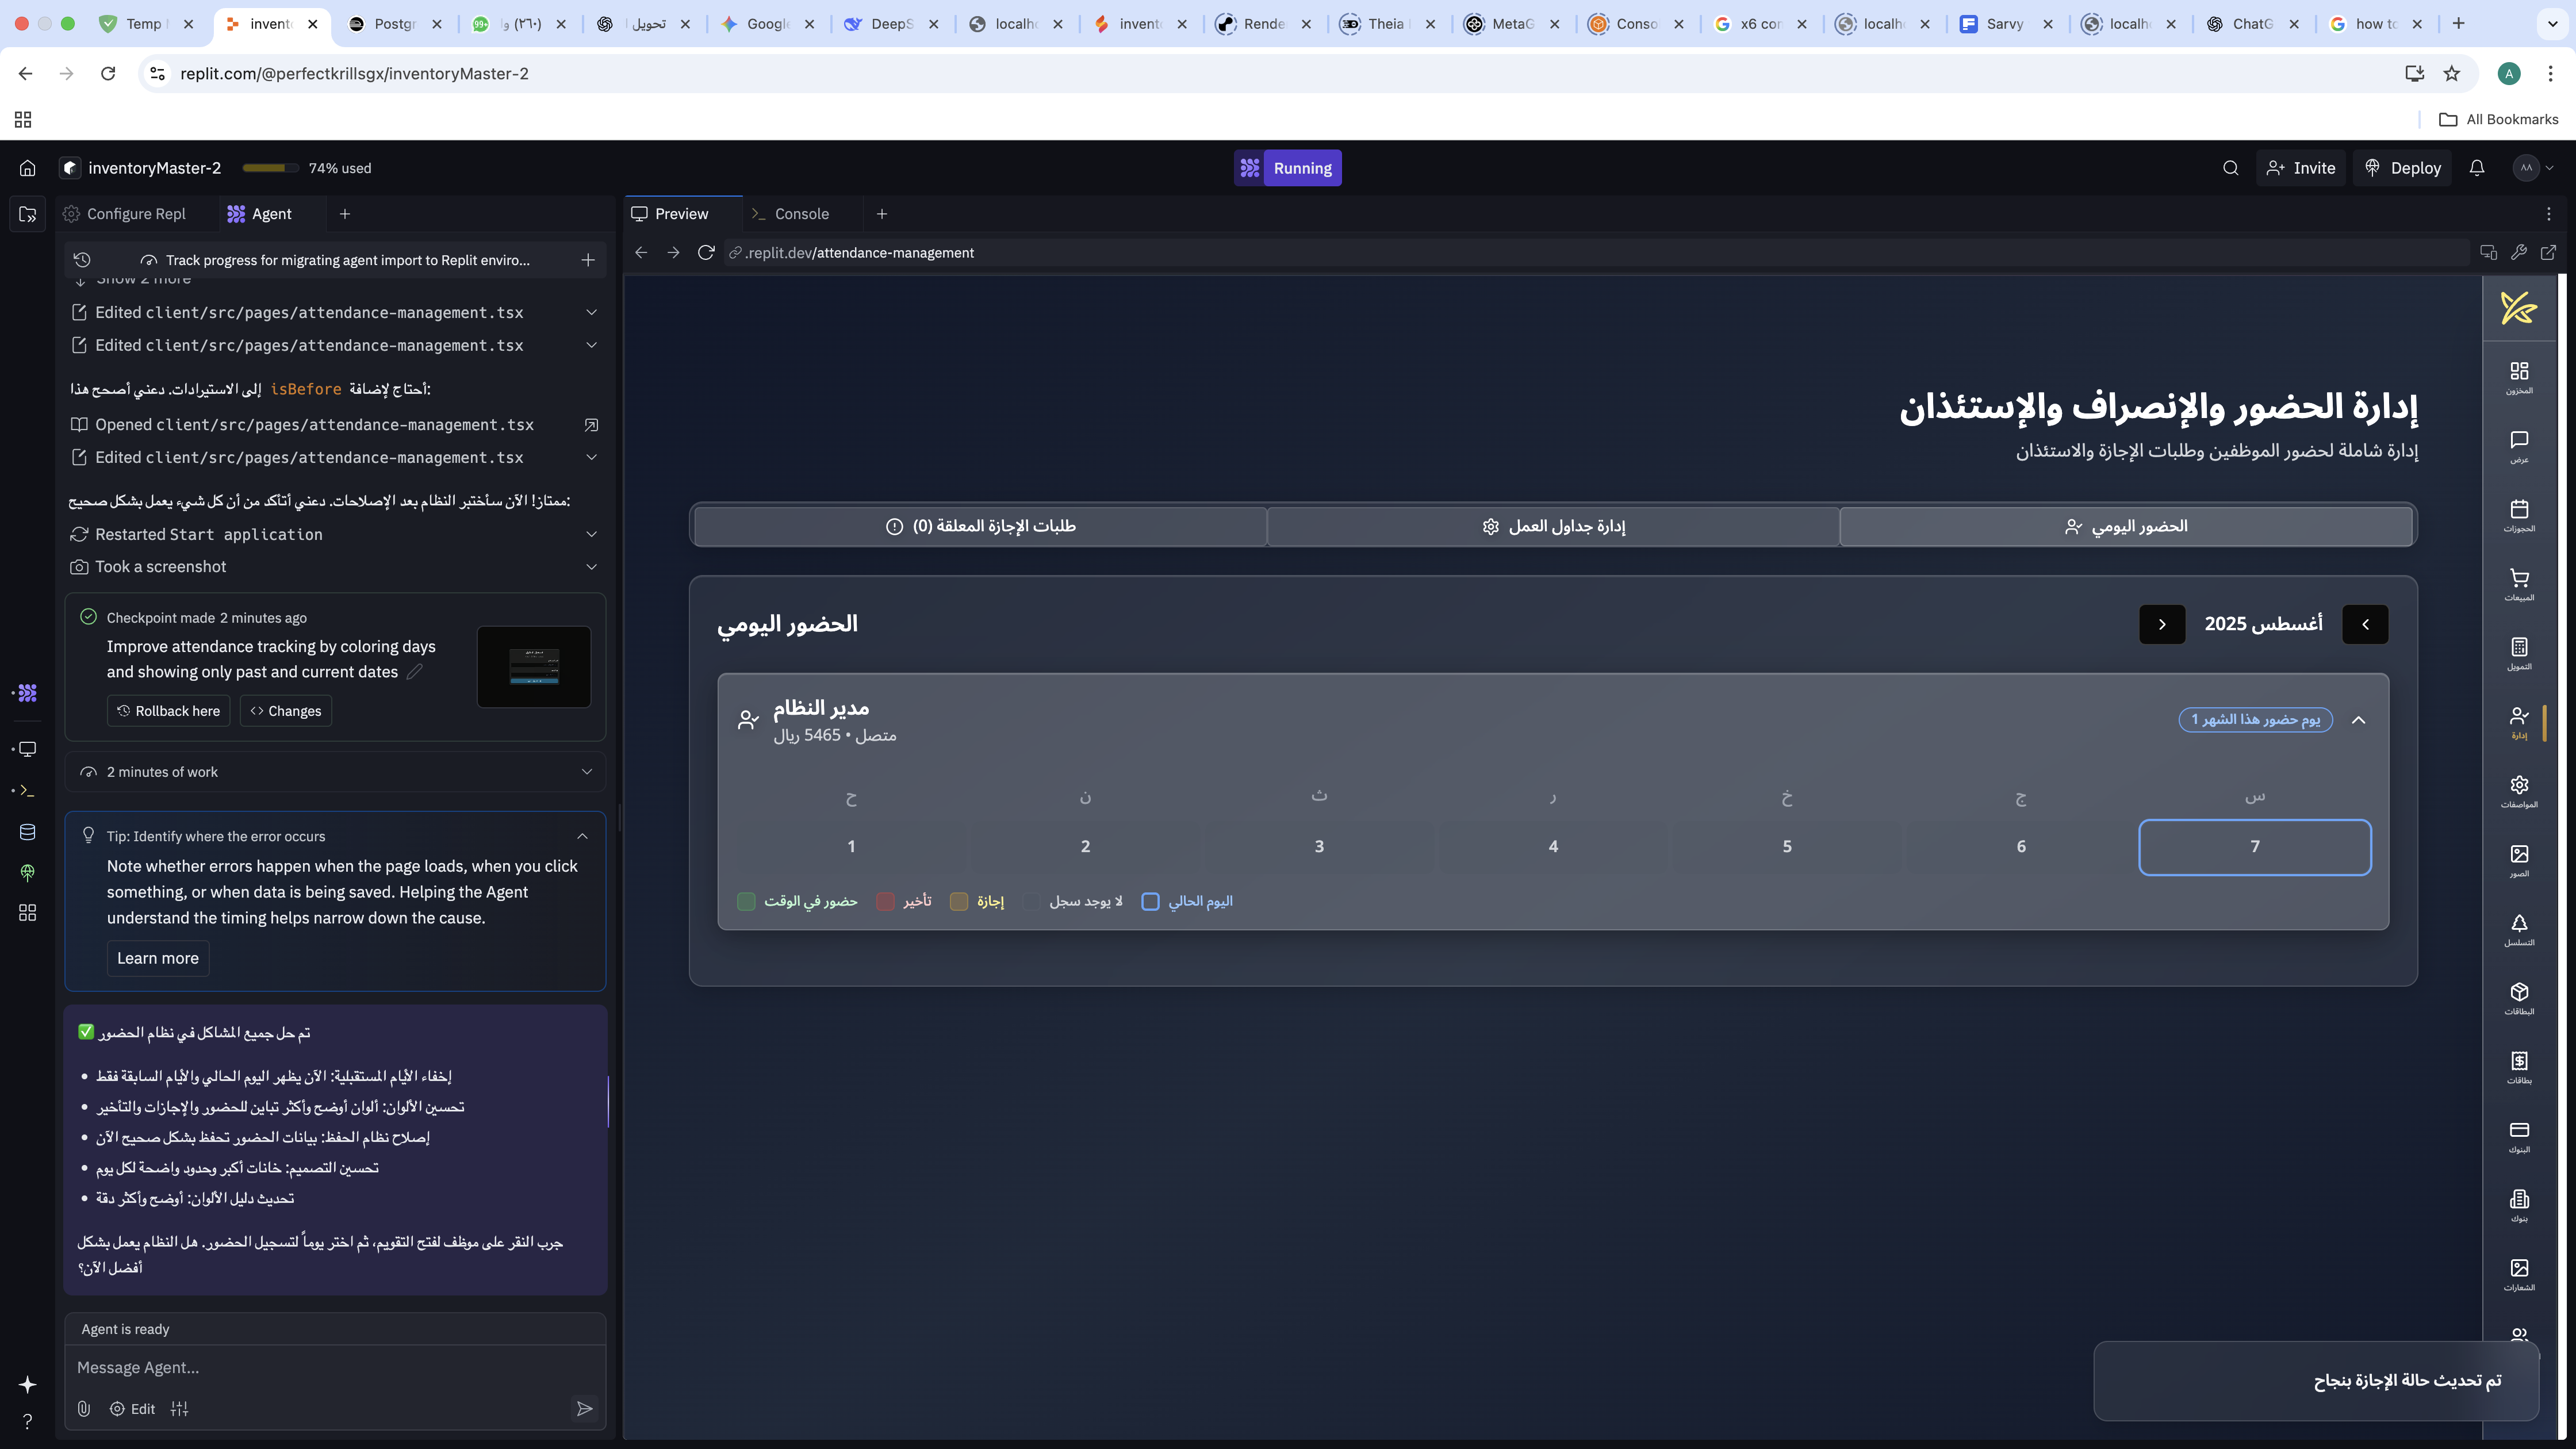 Temp
invent
Postgr
99+
(٣٦٠) و
تحويل
Google
DeepS
localho
invent
Rende
Theia
MetaG
Conso
x6 con
localho
Sarvy
localho
ChatG
how to
replit.com/@perfectkrillsgx/inventoryMaster-2
A
All Bookmarks
inventoryMaster-2
74% used
Running
Invite
Deploy
AA
Configure Repl
Agent
Preview
Console
Track progress for migrating agent import to Replit enviro...
.replit.dev/attendance-management
Show 2 more
Edited client/src/pages/attendance-management.tsx
Edited client/src/pages/attendance-management.tsx
أحتاج لإضافة isBefore إلى الاستيرادات. دعني أصحح هذا:
Opened client/src/pages/attendance-management.tsx
Edited client/src/pages/attendance-management.tsx
ممتاز! الآن سأختبر النظام بعد الإصلاحات. دعني أتأكد من أن كل شيء يعمل بشكل صحيح:
Restarted Start application
Took a screenshot
Checkpoint made 2 minutes ago
Improve attendance tracking by coloring days
and showing only past and current dates
Rollback here
Changes
2 minutes of work
Tip: Identify where the error occurs
Note whether errors happen when the page loads, when you click
something, or when data is being saved. Helping the Agent
understand the timing helps narrow down the cause.
Learn more
✅ تم حل جميع المشاكل في نظام الحضور
• إخفاء الأيام المستقبلية: الآن يظهر اليوم الحالي والأيام السابقة فقط
• تحسين الألوان: ألوان أوضح وأكثر تباين للحضور والإجازات والتأخير
• إصلاح نظام الحفظ: بيانات الحضور تحفظ بشكل صحيح الآن
• تحسين التصميم: خانات أكبر وحدود واضحة لكل يوم
• تحديث دليل الألوان: أوضح وأكثر دقة
جرب النقر على موظف لفتح التقويم، ثم اختر يوماً لتسجيل الحضور. هل النظام يعمل بشكل
أفضل الآن؟
Agent is ready
Message Agent...
Edit
?
إدارة الحضور والإنصراف والإستئذان
إدارة شاملة لحضور الموظفين وطلبات الإجازة والاستئذان
الحضور اليومي
إدارة جداول العمل
طلبات الإجازة المعلقة (0)
الحضور اليومي
أغسطس 2025
مدير النظام
متصل • 5465 ريال
يوم حضور هذا الشهر 1
ح ن ث ر خ ج س
1 2 3 4 5 6 7
حضور في الوقت
تأخير
إجازة
لا يوجد سجل
اليوم الحالي
المخزون
عرض
الحجوزات
المبيعات
التمويل
إدارة
المواصفات
الصور
التسلسل
البطاقات
بطاقات
البنوك
بنوك
الشعارات
تم تحديث حالة الإجازة بنجاح